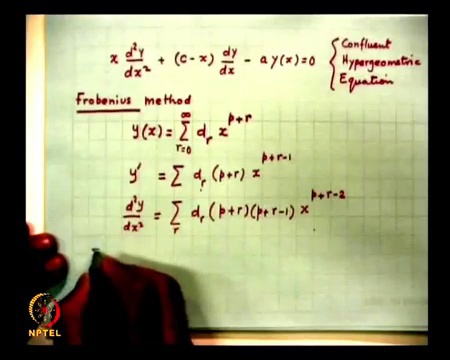 x d²y/dx² + (c-x) dy/dx - a y(x) = 0 { Confluent Hypergeometric Equation
Frobenius method
y(x) = ∑_{r=0}^{∞} d_r x^{p+r}
y' = ∑ d_r (p+r) x^{p+r-1}
d²y/dx² = ∑_r d_r (p+r)(p+r-1) x^{p+r-2}
NPTEL